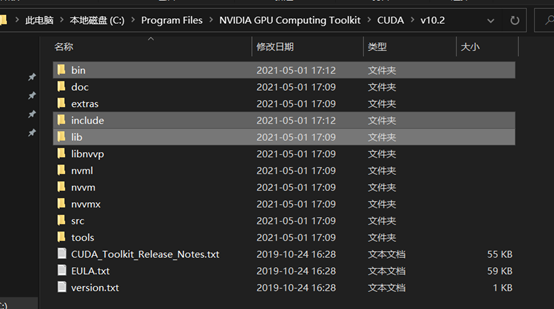 此电脑 › 本地磁盘 (C:) › Program Files › NVIDIA GPU Computing Toolkit › CUDA › v10.2
名称 修改日期 类型 大小
bin 2021-05-01 17:12 文件夹
doc 2021-05-01 17:09 文件夹
extras 2021-05-01 17:09 文件夹
include 2021-05-01 17:12 文件夹
lib 2021-05-01 17:09 文件夹
libnvvp 2021-05-01 17:09 文件夹
nvml 2021-05-01 17:09 文件夹
nvvm 2021-05-01 17:09 文件夹
nvvmx 2021-05-01 17:09 文件夹
src 2021-05-01 17:09 文件夹
tools 2021-05-01 17:09 文件夹
CUDA_Toolkit_Release_Notes.txt 2019-10-24 16:28 文本文档 55 KB
EULA.txt 2019-10-24 16:28 文本文档 59 KB
version.txt 2019-10-24 16:28 文本文档 1 KB